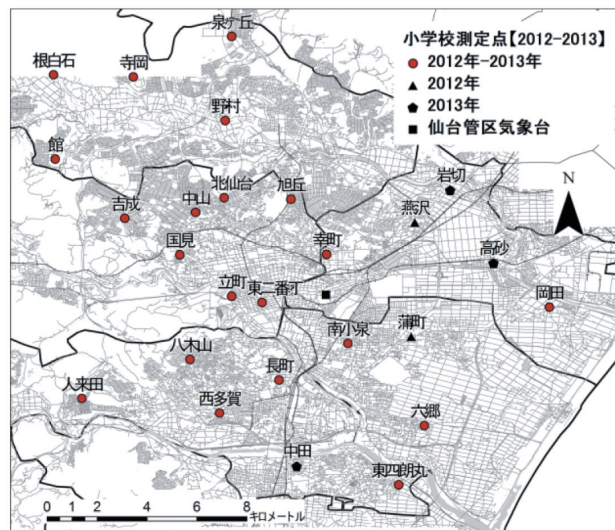 小学校測定点【2012-2013】
2012年-2013年
2012年
2013年
仙台管区気象台
N
泉ヶ丘
根白石
寺岡
野村
館
岩切
北仙台
旭丘
中山
吉成
燕沢
国見
幸町
高砂
立町
東二番丁
岡田
南小泉
蒲町
八木山
長町
人来田
西多賀
六郷
中田
東四朗丸
0 1 2 4 6 8
キロメートル